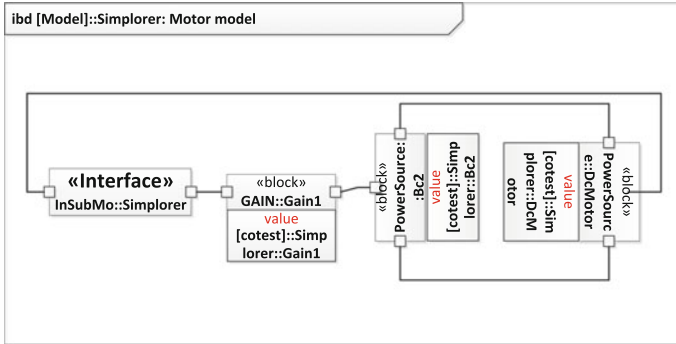 ibd [Model]::Simplorer: Motor model
«Interface»
InSubMo::Simplorer
«block»
GAIN::Gain1
value
[cotest]::Simp
lorer::Gain1
«block»
PowerSource:
:Bc2
value
[cotest]::Simp
lorer::Bc2
«block»
PowerSourc
e::DcMotor
value
[cotest]::Sim
plorer::DcM
otor